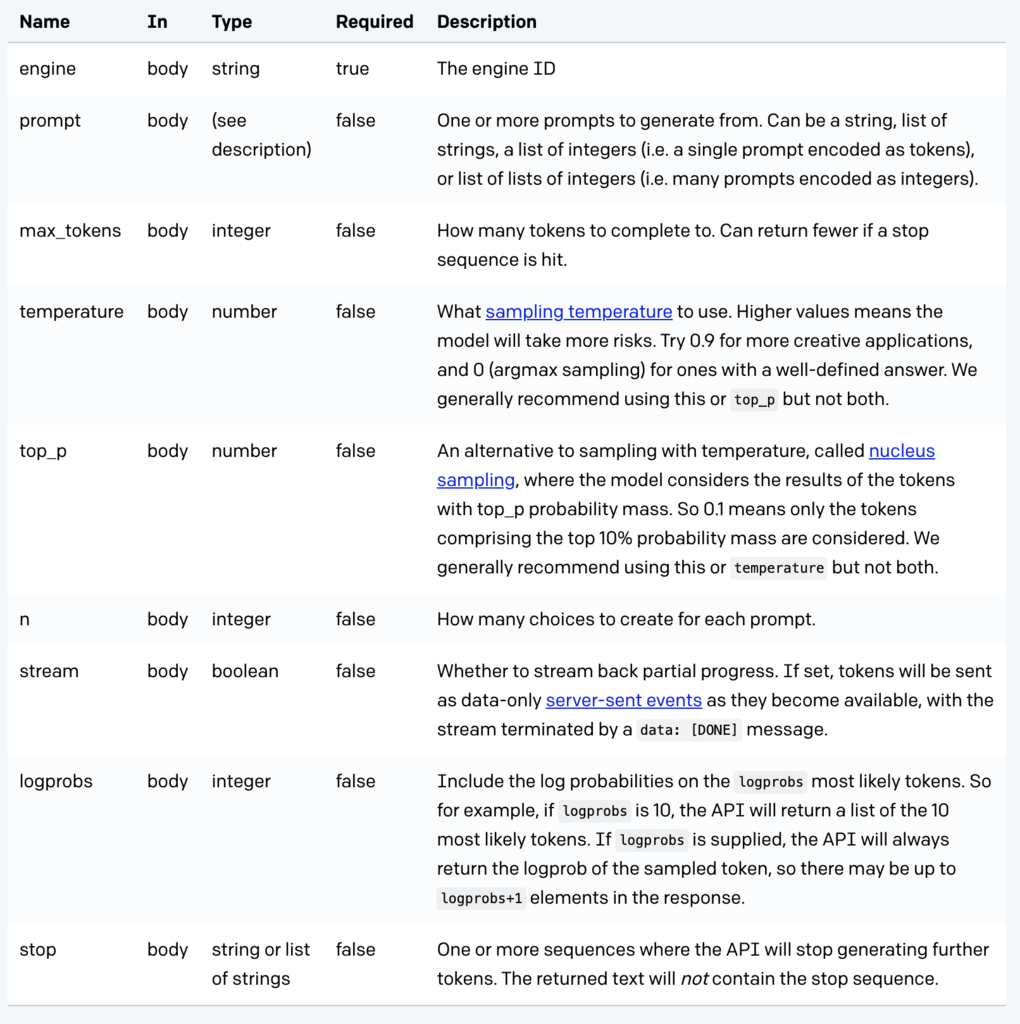 Name In Type Required Description
engine body string true The engine ID
prompt body (see false One or more prompts to generate from. Can be a string, list of
description) strings, a list of integers (i.e. a single prompt encoded as tokens),
or list of lists of integers (i.e. many prompts encoded as integers).
max_tokens body integer false How many tokens to complete to. Can return fewer if a stop
sequence is hit.
temperature body number false What sampling temperature to use. Higher values means the
model will take more risks. Try 0.9 for more creative applications,
and 0 (argmax sampling) for ones with a well-defined answer. We
generally recommend using this or top_p but not both.
top_p body number false An alternative to sampling with temperature, called nucleus
sampling, where the model considers the results of the tokens
with top_p probability mass. So 0.1 means only the tokens
comprising the top 10% probability mass are considered. We
generally recommend using this or temperature but not both.
n body integer false How many choices to create for each prompt.
stream body boolean false Whether to stream back partial progress. If set, tokens will be sent
as data-only server-sent events as they become available, with the
stream terminated by a data: [DONE] message.
logprobs body integer false Include the log probabilities on the logprobs most likely tokens. So
for example, if logprobs is 10, the API will return a list of the 10
most likely tokens. If logprobs is supplied, the API will always
return the logprob of the sampled token, so there may be up to
logprobs+1 elements in the response.
stop body string or list false One or more sequences where the API will stop generating further
of strings tokens. The returned text will not contain the stop sequence.